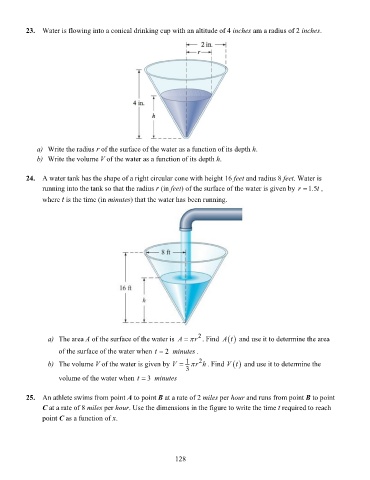 23. Water is flowing into a conical drinking cup with an altitude of 4 inches am a radius of 2 inches.
2 in.
r
4 in.
h
a) Write the radius r of the surface of the water as a function of its depth h.
b) Write the volume V of the water as a function of its depth h.
24. A water tank has the shape of a right circular cone with height 16 feet and radius 8 feet. Water is
running into the tank so that the radius r (in feet) of the surface of the water is given by r = 1.5t ,
where t is the time (in minutes) that the water has been running.
8 ft
16 ft
h
a) The area A of the surface of the water is A = πr². Find A(t) and use it to determine the area
of the surface of the water when t = 2 minutes .
b) The volume V of the water is given by V = 1/3 πr²h . Find V(t) and use it to determine the
volume of the water when t = 3 minutes
25. An athlete swims from point A to point B at a rate of 2 miles per hour and runs from point B to point
C at a rate of 8 miles per hour. Use the dimensions in the figure to write the time t required to reach
point C as a function of x.
128